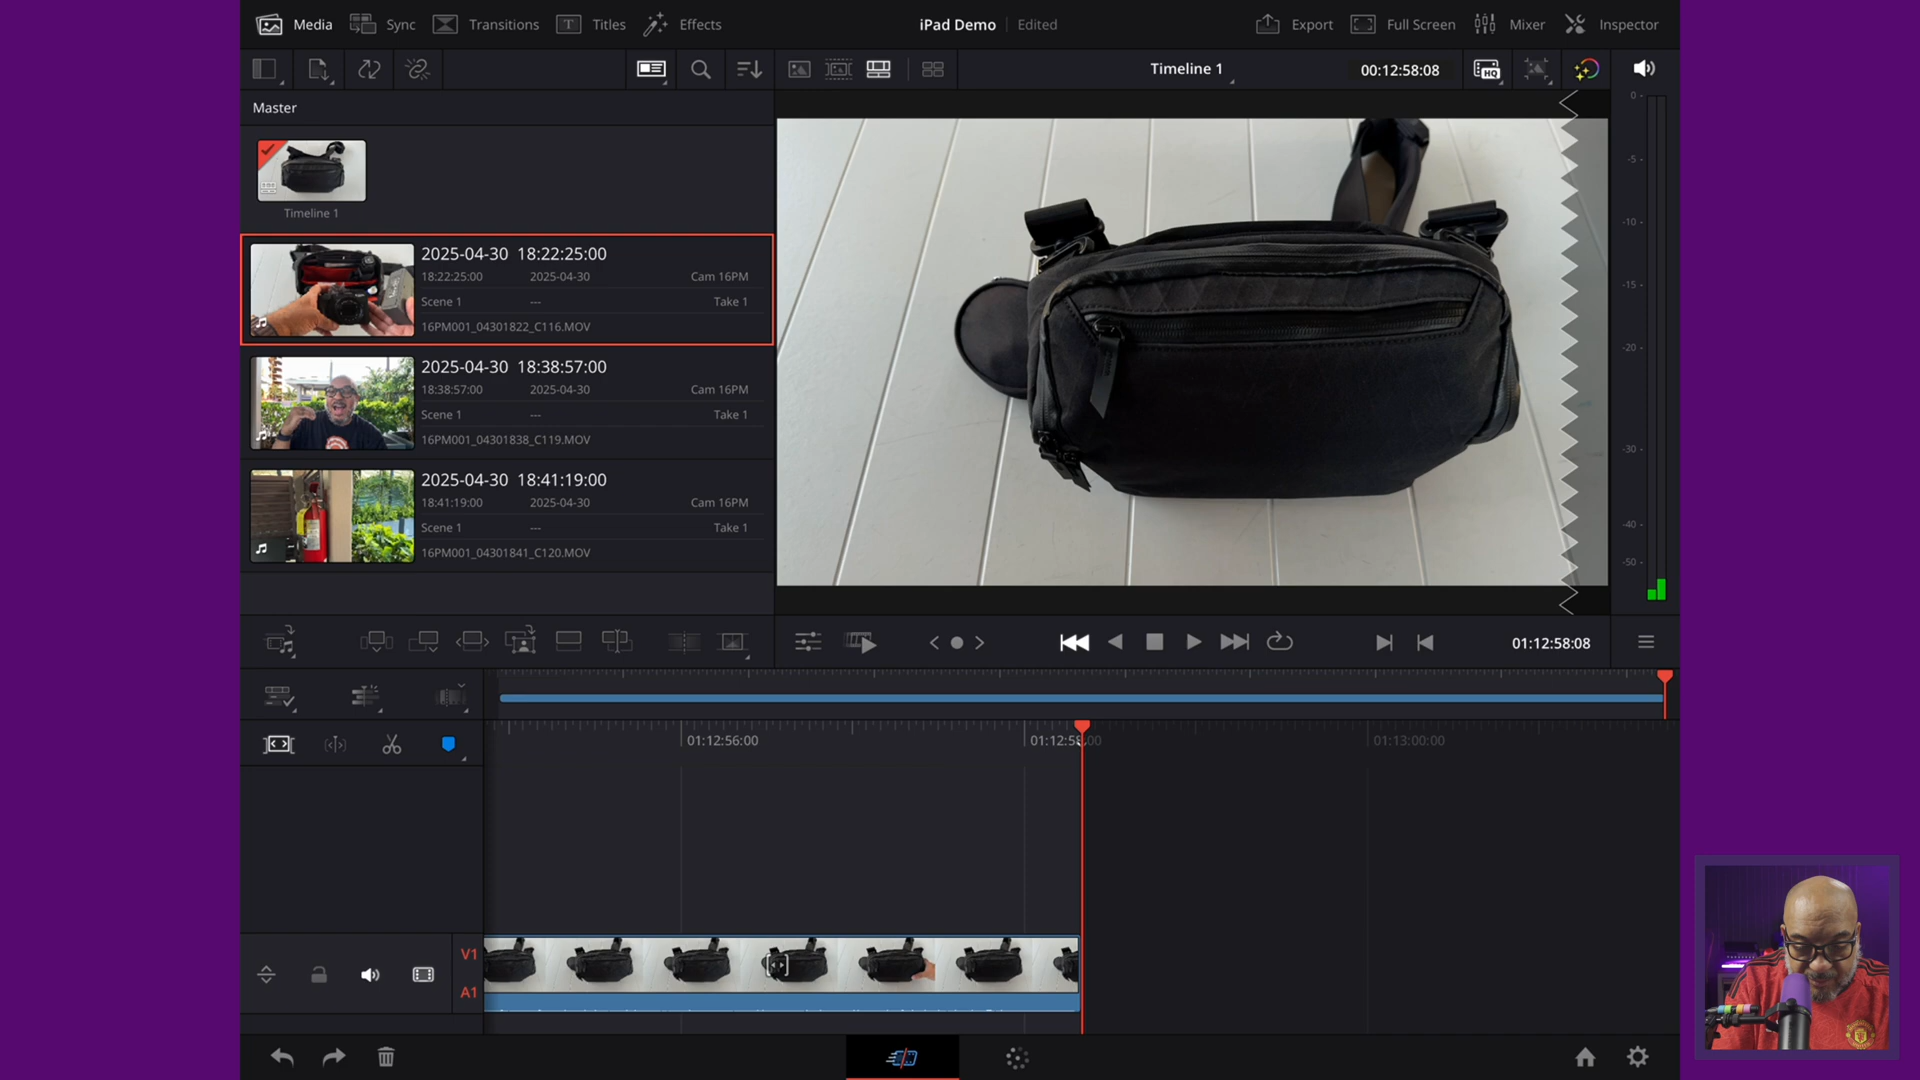 Media Sync Transitions Titles Effects iPad Demo Edited Export Full Screen Mixer Inspector
HQ
Timeline 1 00:12:58:08
Master
Timeline 1
2025-04-30 18:22:25:00
18:22:25:00 2025-04-30 Cam 16PM
Scene 1 --- Take 1
16PM001_04301822_C116.MOV
2025-04-30 18:38:57:00
18:38:57:00 2025-04-30 Cam 16PM
Scene 1 --- Take 1
16PM001_04301838_C119.MOV
2025-04-30 18:41:19:00
18:41:19:00 2025-04-30 Cam 16PM
Scene 1 --- Take 1
16PM001_04301841_C120.MOV
0
-5
-10
-15
-20
-30
-40
-50
01:12:58:08
01:12:56:00 01:12:58:00 01:13:00:00
V1
A1